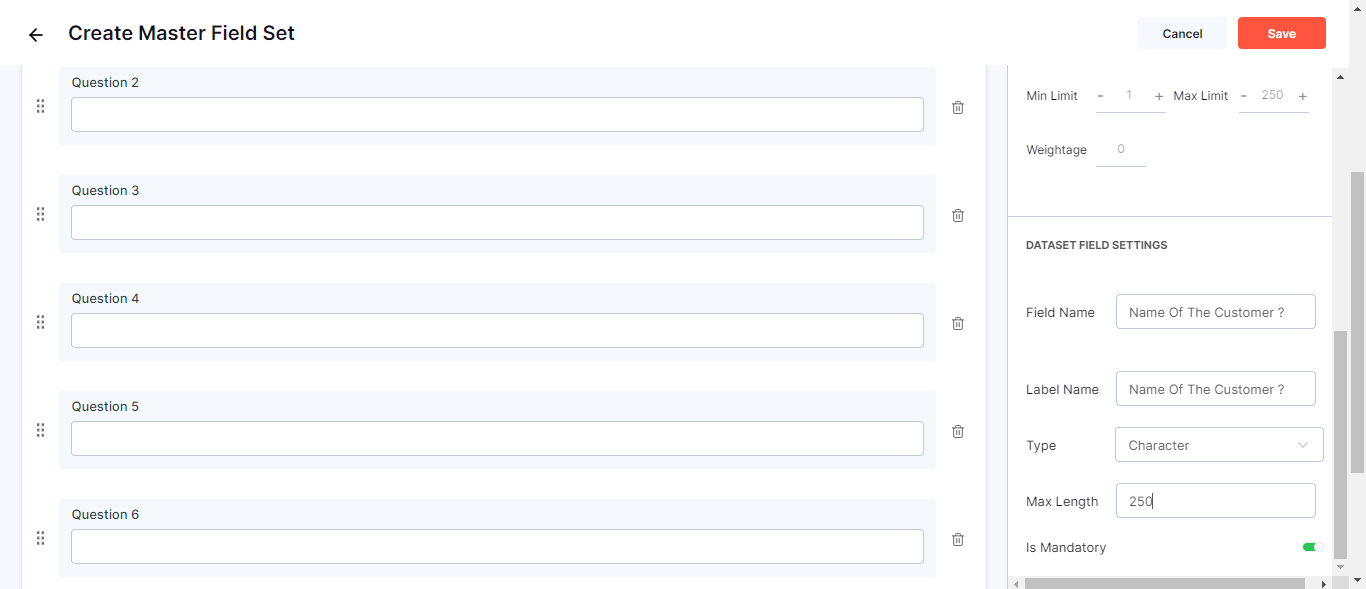 Create Master Field Set
Cancel
Save
Question 2
Question 3
Question 4
Question 5
Question 6
Min Limit - 1 + Max Limit - 250 +
Weightage 0
DATASET FIELD SETTINGS
Field Name Name Of The Customer ?
Label Name Name Of The Customer ?
Type Character
Max Length 250
Is Mandatory